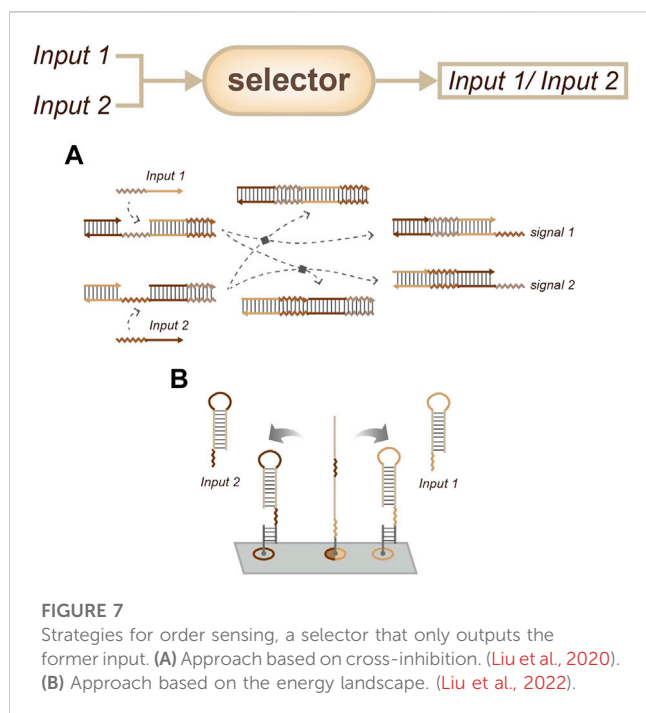 Input 1
Input 2
selector
Input 1/ Input 2
A
Input 1
signal 1
signal 2
Input 2
B
Input 2
Input 1
FIGURE 7
Strategies for order sensing, a selector that only outputs the
former input. (A) Approach based on cross-inhibition. (Liu et al., 2020).
(B) Approach based on the energy landscape. (Liu et al., 2022).